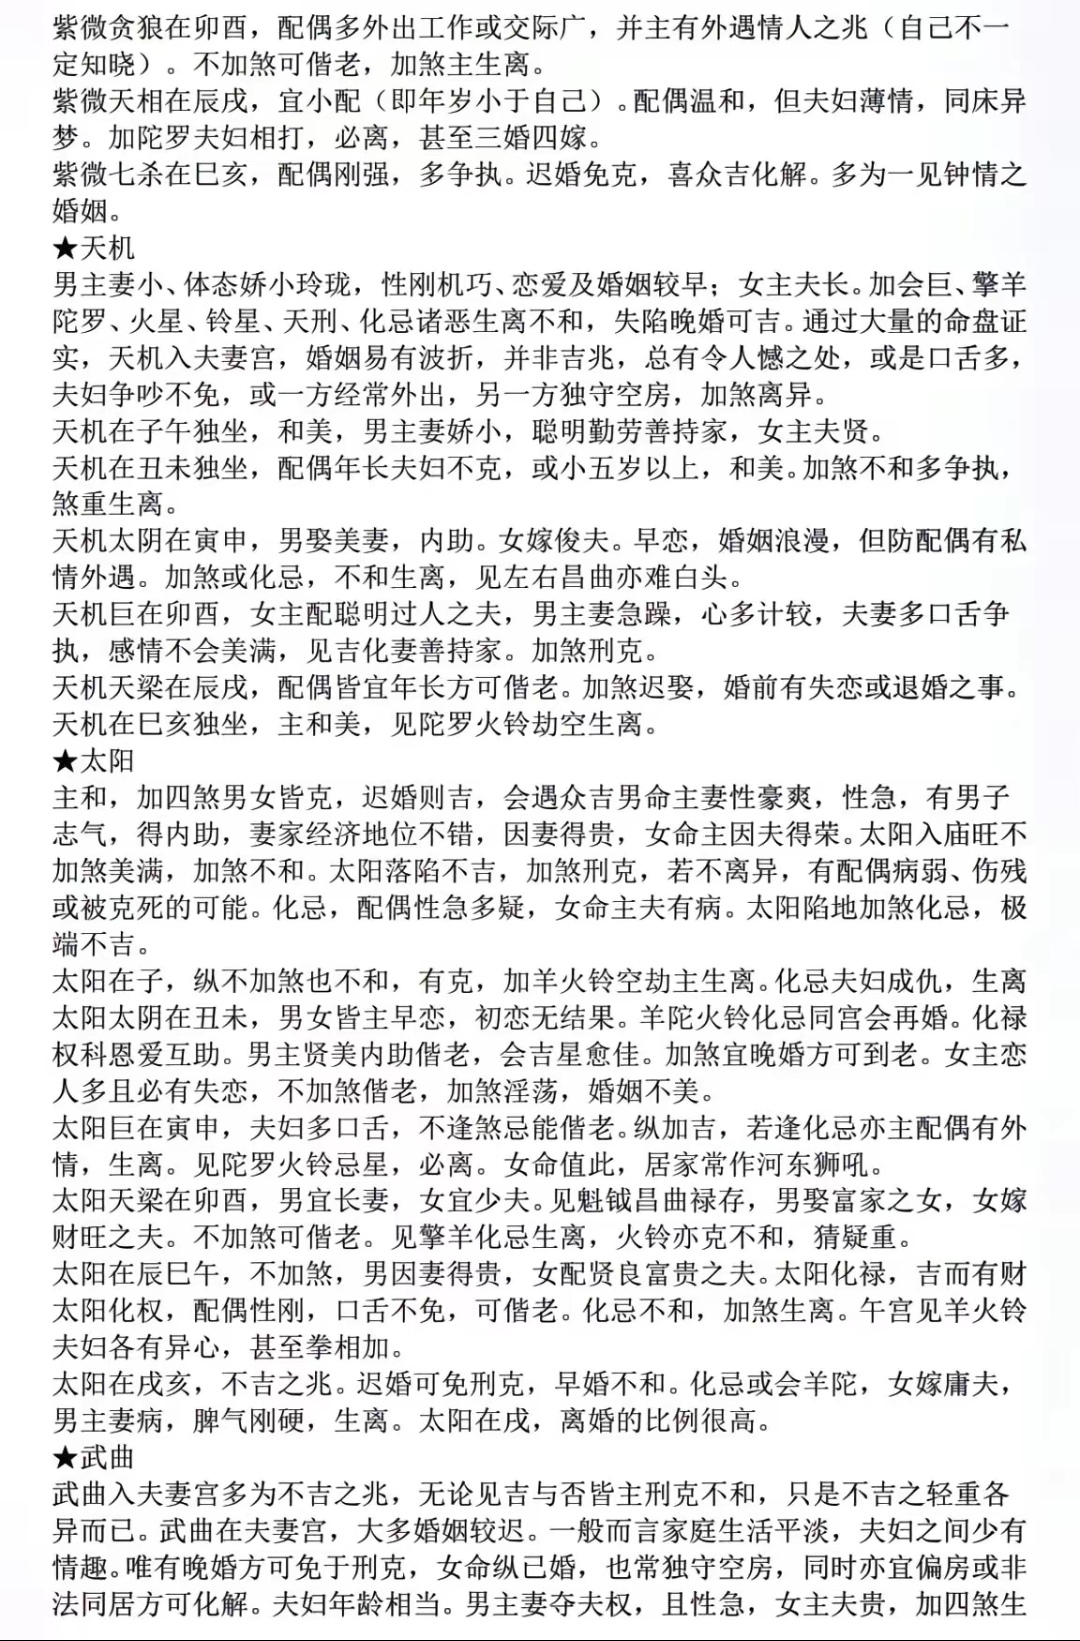 紫微贪狼在卯酉，配偶多外出工作或交际广，并主有外遇情人之兆（自己不一
定知晓）。不加煞可偕老，加煞主生离。
紫微天相在辰戌，宜小配（即年岁小于自己）。配偶温和，但夫妇薄情，同床异
梦。加陀罗夫妇相打，必离，甚至三婚四嫁。
紫微七杀在巳亥，配偶刚强，多争执。迟婚免克，喜众吉化解。多为一见钟情之
婚姻。
★天机
男主妻小、体态娇小玲珑，性刚机巧、恋爱及婚姻较早；女主夫长。加会巨、擎羊
陀罗、火星、铃星、天刑、化忌诸恶生离不和，失陷晚婚可吉。通过大量的命盘证
实，天机入夫妻宫，婚姻易有波折，并非吉兆，总有令人憾之处，或是口舌多，
夫妇争吵不免，或一方经常外出，另一方独守空房，加煞离异。
天机在子午独坐，和美，男主妻娇小，聪明勤劳善持家，女主夫贤。
天机在丑未独坐，配偶年长夫妇不克，或小五岁以上，和美。加煞不和多争执，
煞重生离。
天机太阴在寅申，男娶美妻，内助。女嫁俊夫。早恋，婚姻浪漫，但防配偶有私
情外遇。加煞或化忌，不和生离，见左右昌曲亦难白头。
天机巨在卯酉，女主配聪明过人之夫，男主妻急躁，心多计较，夫妻多口舌争
执，感情不会美满，见吉化妻善持家。加煞刑克。
天机天梁在辰戌，配偶皆宜年长方可偕老。加煞迟娶，婚前有失恋或退婚之事。
天机在巳亥独坐，主和美，见陀罗火铃劫空生离。
★太阳
主和，加四煞男女皆克，迟婚则吉，会遇众吉男命主妻性豪爽，性急，有男子
志气，得内助，妻家经济地位不错，因妻得贵，女命主因夫得荣。太阳入庙旺不
加煞美满，加煞不和。太阳落陷不吉，加煞刑克，若不离异，有配偶病弱、伤残
或被克死的可能。化忌，配偶性急多疑，女命主夫有病。太阳陷地加煞化忌，极
端不吉。
太阳在子，纵不加煞也不和，有克，加羊火铃空劫主生离。化忌夫妇成仇，生离
太阳太阴在丑未，男女皆主早恋，初恋无结果。羊陀火铃化忌同宫会再婚。化禄
权科恩爱互助。男主贤美内助偕老，会吉星愈佳。加煞宜晚婚方可到老。女主恋
人多且必有失恋，不加煞偕老，加煞淫荡，婚姻不美。
太阳巨在寅申，夫妇多口舌，不逢煞忌能偕老。纵加吉，若逢化忌亦主配偶有外
情，生离。见陀罗火铃忌星，必离。女命值此，居家常作河东狮吼。
太阳天梁在卯酉，男宜长妻，女宜少夫。见魁钺昌曲禄存，男娶富家之女，女嫁
财旺之夫。不加煞可偕老。见擎羊化忌生离，火铃亦克不和，猜疑重。
太阳在辰巳午，不加煞，男因妻得贵，女配贤良富贵之夫。太阳化禄，吉而有财
太阳化权，配偶性刚，口舌不免，可偕老。化忌不和，加煞生离。午宫见羊火铃
夫妇各有异心，甚至拳相加。
太阳在戌亥，不吉之兆。迟婚可免刑克，早婚不和。化忌或会羊陀，女嫁庸夫，
男主妻病，脾气刚硬，生离。太阳在戌，离婚的比例很高。
★武曲
武曲入夫妻宫多为不吉之兆，无论见吉与否皆主刑克不和，只是不吉之轻重各
异而已。武曲在夫妻宫，大多婚姻较迟。一般而言家庭生活平淡，夫妇之间少有
情趣。唯有晚婚方可免于刑克，女命纵已婚，也常独守空房，同时亦宜偏房或非
法同居方可化解。夫妇年龄相当。男主妻夺夫权，且性急，女主夫贵，加四煞生